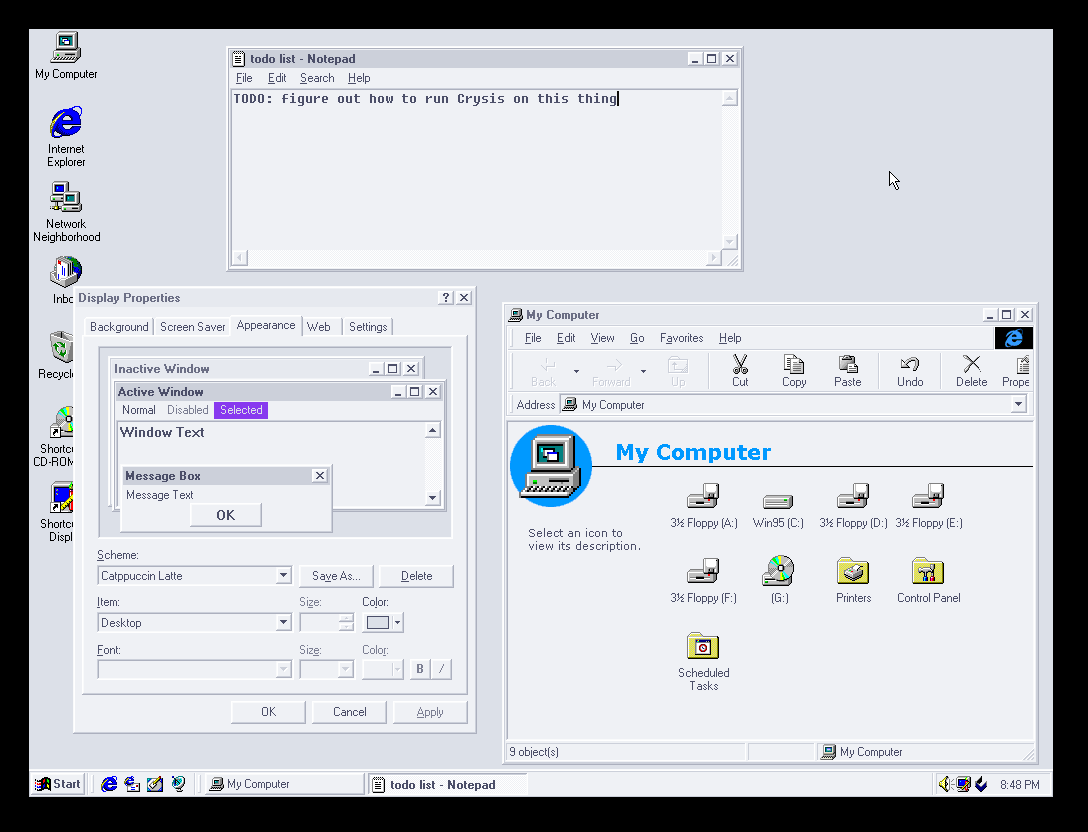 My Computer
Internet
Explorer
Network
Neighborhood
Inbo
Recycle
Shortc
CD-ROM
Shortcu
Displ
todo list - Notepad
File Edit Search Help
TODO: figure out how to run Crysis on this thing
Display Properties
Background Screen Saver Appearance Web Settings
Inactive Window
Active Window
Normal Disabled Selected
Window Text
Message Box
Message Text
OK
Scheme:
Catppuccin Latte Save As... Delete
Item: Size: Color:
Desktop
Font: Size: Color:
B /
OK Cancel Apply
My Computer
File Edit View Go Favorites Help
Back Forward Up Cut Copy Paste Undo Delete Prope
Address My Computer
My Computer
Select an icon to
view its description.
3½ Floppy (A:) Win95 (C:) 3½ Floppy (D:) 3½ Floppy (E:)
3½ Floppy (F:) (G:) Printers Control Panel
Scheduled
Tasks
9 object(s) My Computer
Start My Computer todo list - Notepad 8:48 PM